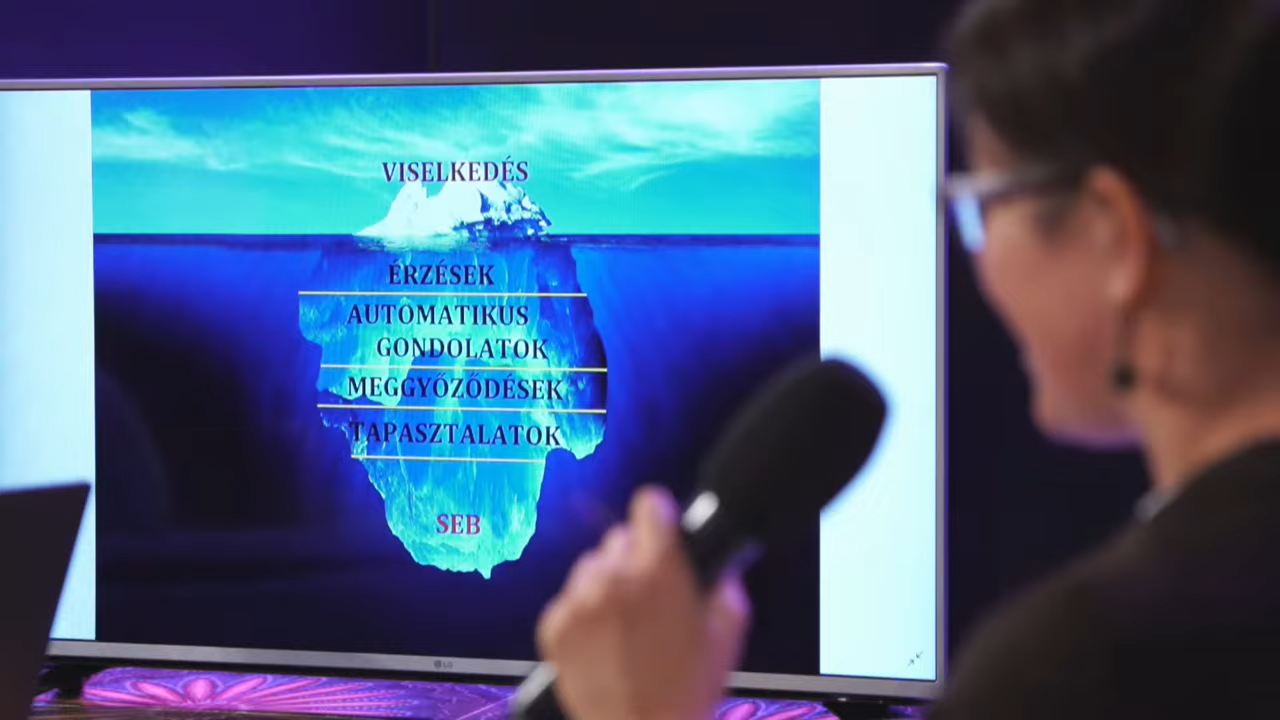 VISELKEDÉS
ÉRZÉSEK
AUTOMATIKUS
GONDOLATOK
MEGGYŐZŐDÉSEK
TAPASZTALATOK
SEB
LG